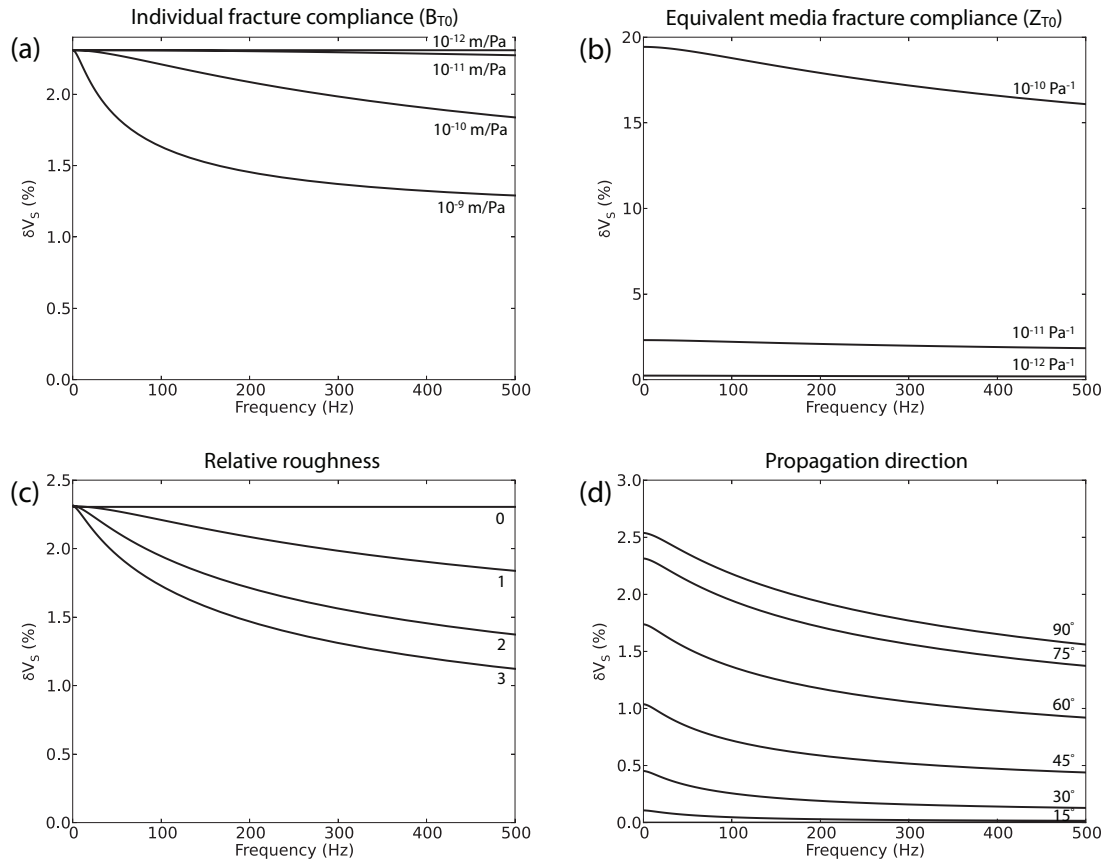 Individual fracture compliance (B_T0)
(a)
10⁻¹² m/Pa
10⁻¹¹ m/Pa
10⁻¹⁰ m/Pa
10⁻⁹ m/Pa
2.0
1.5
1.0
0.5
0.0
δV_S (%)
0 100 200 300 400 500
Frequency (Hz)
Equivalent media fracture compliance (Z_T0)
(b)
20
15
10
5
0
10⁻¹⁰ Pa⁻¹
10⁻¹¹ Pa⁻¹
10⁻¹² Pa⁻¹
δV_S (%)
0 100 200 300 400 500
Frequency (Hz)
Relative roughness
(c)
2.5
2.0
1.5
1.0
0.5
0.0
0
1
2
3
δV_S (%)
0 100 200 300 400 500
Frequency (Hz)
Propagation direction
(d)
3.0
2.5
2.0
1.5
1.0
0.5
0.0
90°
75°
60°
45°
30°
15°
δV_S (%)
0 100 200 300 400 500
Frequency (Hz)